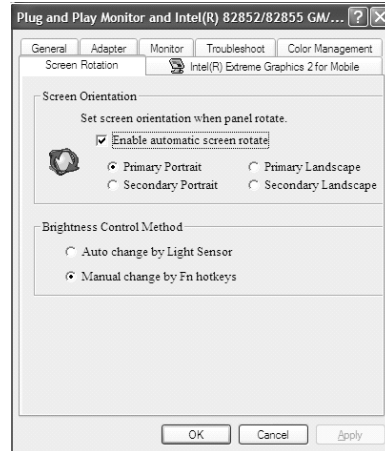 Plug and Play Monitor and Intel(R) 82852/82855 GM/...
General Adapter Monitor Troubleshoot Color Management
Screen Rotation Intel(R) Extreme Graphics 2 for Mobile
Screen Orientation
Set screen orientation when panel rotate.
Enable automatic screen rotate
Primary Portrait Primary Landscape
Secondary Portrait Secondary Landscape
Brightness Control Method
Auto change by Light Sensor
Manual change by Fn hotkeys
OK Cancel Apply